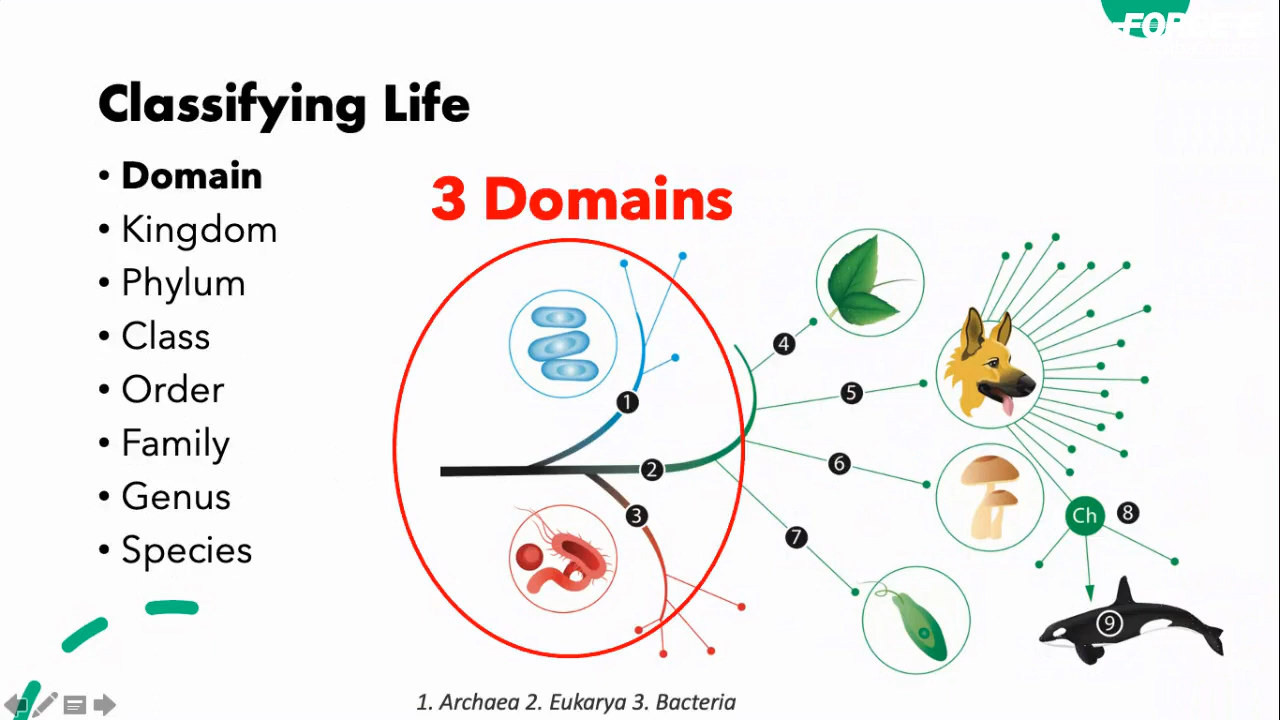 Classifying Life
• Domain
• Kingdom
• Phylum
• Class
• Order
• Family
• Genus
• Species
3 Domains
1
2
3
4
5
6
7
Ch 8
9
1. Archaea 2. Eukarya 3. Bacteria